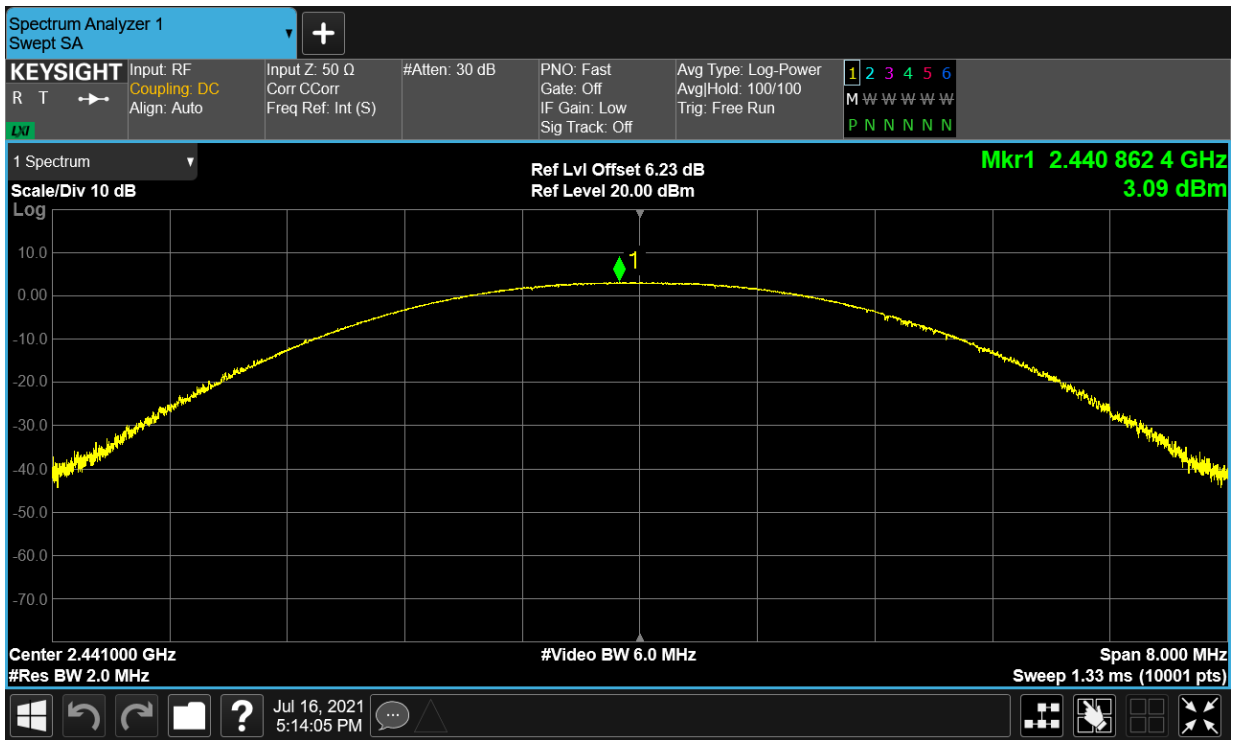 Spectrum Analyzer 1
Swept SA
KEYSIGHT
R T
LXI
Input: RF
Coupling: DC
Align: Auto
Input Z: 50 Ω
Corr CCorr
Freq Ref: Int (S)
#Atten: 30 dB
PNO: Fast
Gate: Off
IF Gain: Low
Sig Track: Off
Avg Type: Log-Power
Avg|Hold: 100/100
Trig: Free Run
1 2 3 4 5 6
M W W W W W
P N N N N N
1 Spectrum
Scale/Div 10 dB
Log
Ref Lvl Offset 6.23 dB
Ref Level 20.00 dBm
Mkr1 2.440 862 4 GHz
3.09 dBm
1
10.0
0.00
-10.0
-20.0
-30.0
-40.0
-50.0
-60.0
-70.0
Center 2.441000 GHz
#Res BW 2.0 MHz
#Video BW 6.0 MHz
Span 8.000 MHz
Sweep 1.33 ms (10001 pts)
?
Jul 16, 2021
5:14:05 PM